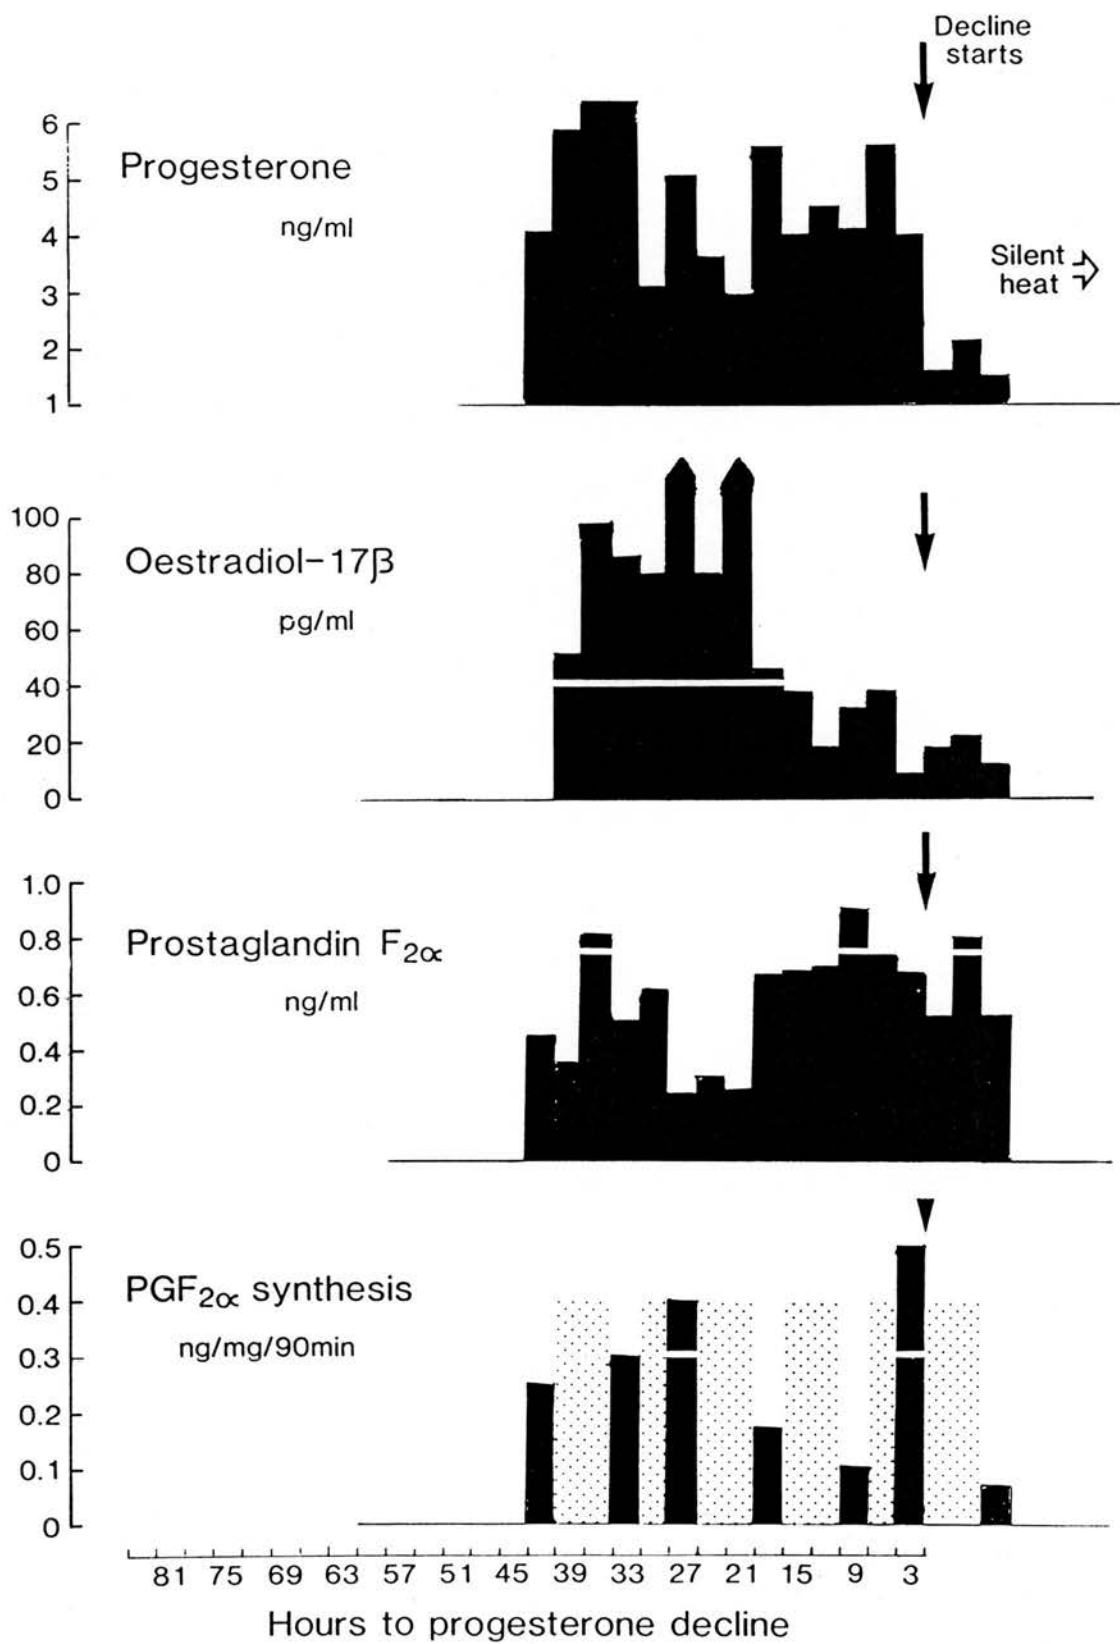 Decline
starts
6
Progesterone
5
ng/ml
4
Silent
heat
3
2
1
100
Oestradiol-17β
80
pg/ml
60
40
20
0
1.0
Prostaglandin F2α
0.8
ng/ml
0.6
0.4
0.2
0
0.5
PGF2α synthesis
0.4
ng/mg/90min
0.3
0.2
0.1
0
81 75 69 63 57 51 45 39 33 27 21 15 9 3
Hours to progesterone decline